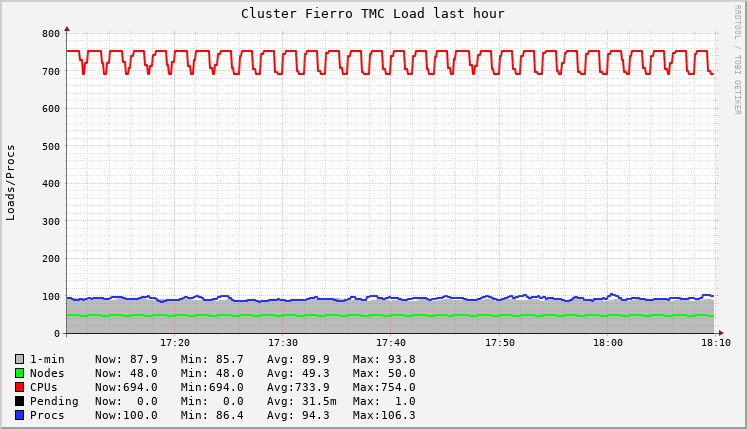 Cluster Fierro TMC Load last hour
RRDTOOL / TOBI OETIKER
Loads/Procs
800
700
600
500
400
300
200
100
0
17:20 17:30 17:40 17:50 18:00 18:10
1-min Now: 87.9 Min: 85.7 Avg: 89.9 Max: 93.8
Nodes Now: 48.0 Min: 48.0 Avg: 49.3 Max: 50.0
CPUs Now:694.0 Min:694.0 Avg:733.9 Max:754.0
Pending Now: 0.0 Min: 0.0 Avg: 31.5m Max: 1.0
Procs Now:100.0 Min: 86.4 Avg: 94.3 Max:106.3